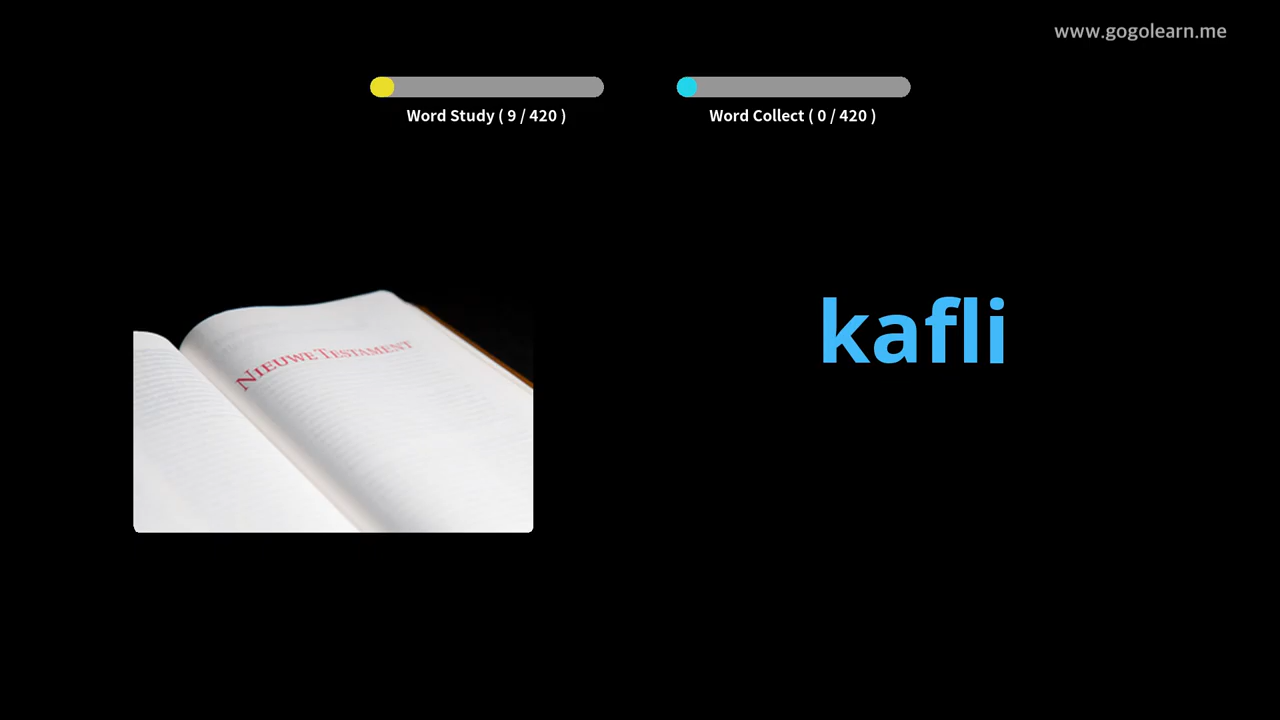 www.gogolearn.me
Word Study ( 9 / 420 )
Word Collect ( 0 / 420 )
kafli
NIEUWE TESTAMENT